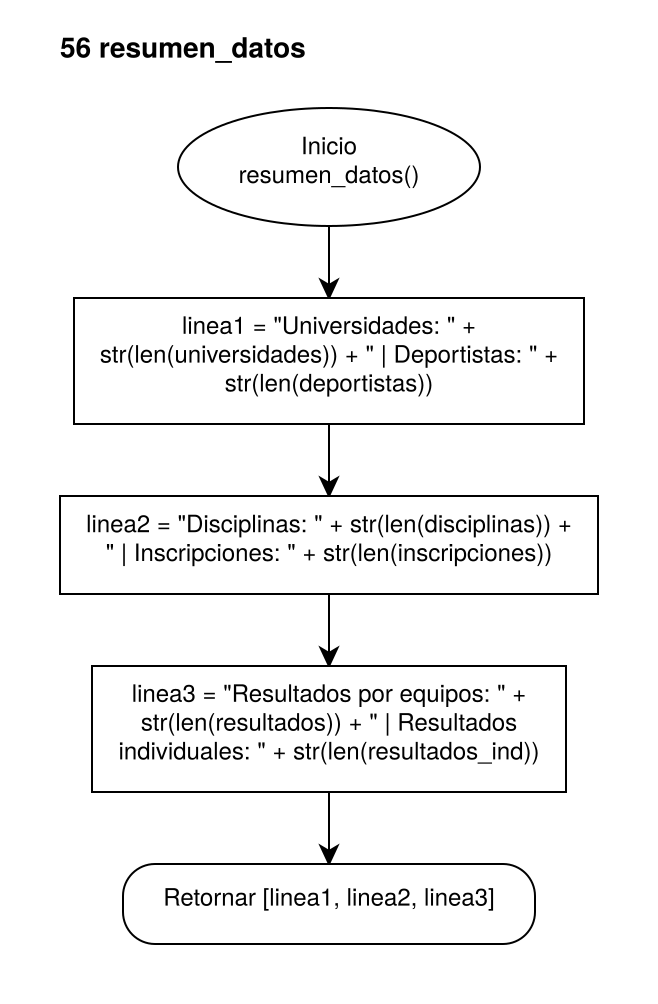 56 resumen_datos
Inicio
resumen_datos()
linea1 = "Universidades: " +
str(len(universidades)) + " | Deportistas: " +
str(len(deportistas))
linea2 = "Disciplinas: " + str(len(disciplinas)) +
" | Inscripciones: " + str(len(inscripciones))
linea3 = "Resultados por equipos: " +
str(len(resultados)) + " | Resultados
individuales: " + str(len(resultados_ind))
Retornar [linea1, linea2, linea3]